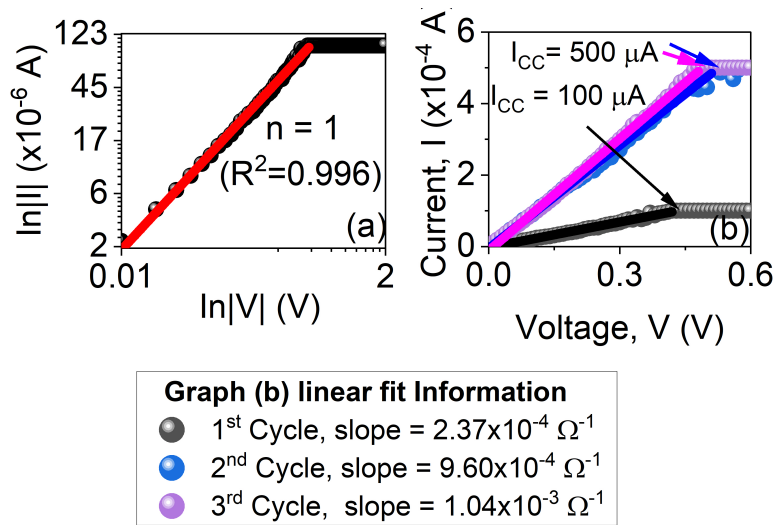 123
45
17
6
2
0.01
2
ln|I| (x10⁻⁶ A)
ln|V| (V)
n = 1
(R²=0.996)
(a)
6
4
2
0
0.0
0.3
0.6
Current, I (x10⁻⁴ A)
Voltage, V (V)
I_CC= 500 μA
I_CC = 100 μA
(b)
Graph (b) linear fit Information
1ˢᵗ Cycle, slope = 2.37x10⁻⁴ Ω⁻¹
2ⁿᵈ Cycle, slope = 9.60x10⁻⁴ Ω⁻¹
3ʳᵈ Cycle, slope = 1.04x10⁻³ Ω⁻¹